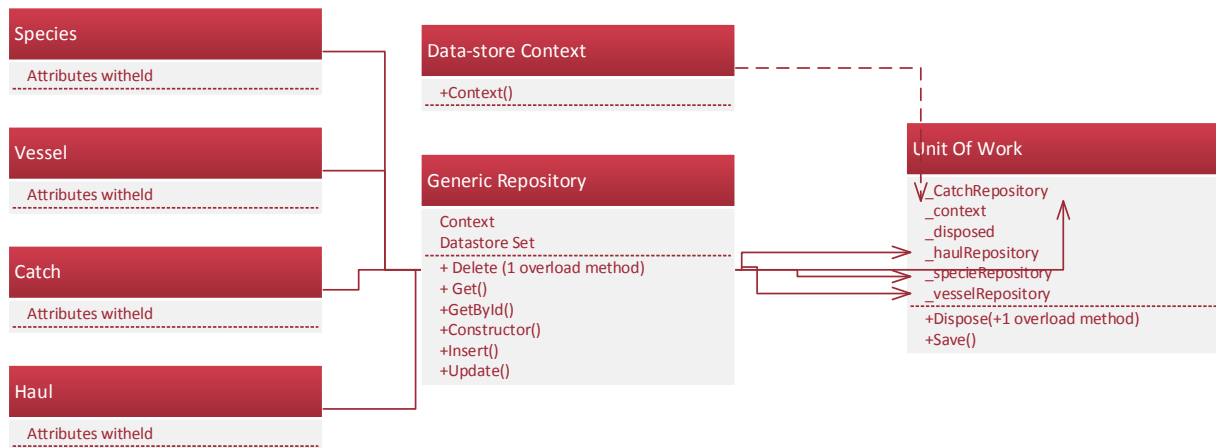 Species
Attributes witheld
Vessel
Attributes witheld
Catch
Attributes witheld
Haul
Attributes witheld
Data-store Context
+Context()
Generic Repository
Context
Datastore Set
+ Delete (1 overload method)
+ Get()
+GetById()
+Constructor()
+Insert()
+Update()
Unit Of Work
_CatchRepository
_context
_disposed
_haulRepository
_specieRepository
_vesselRepository
+Dispose(+1 overload method)
+Save()